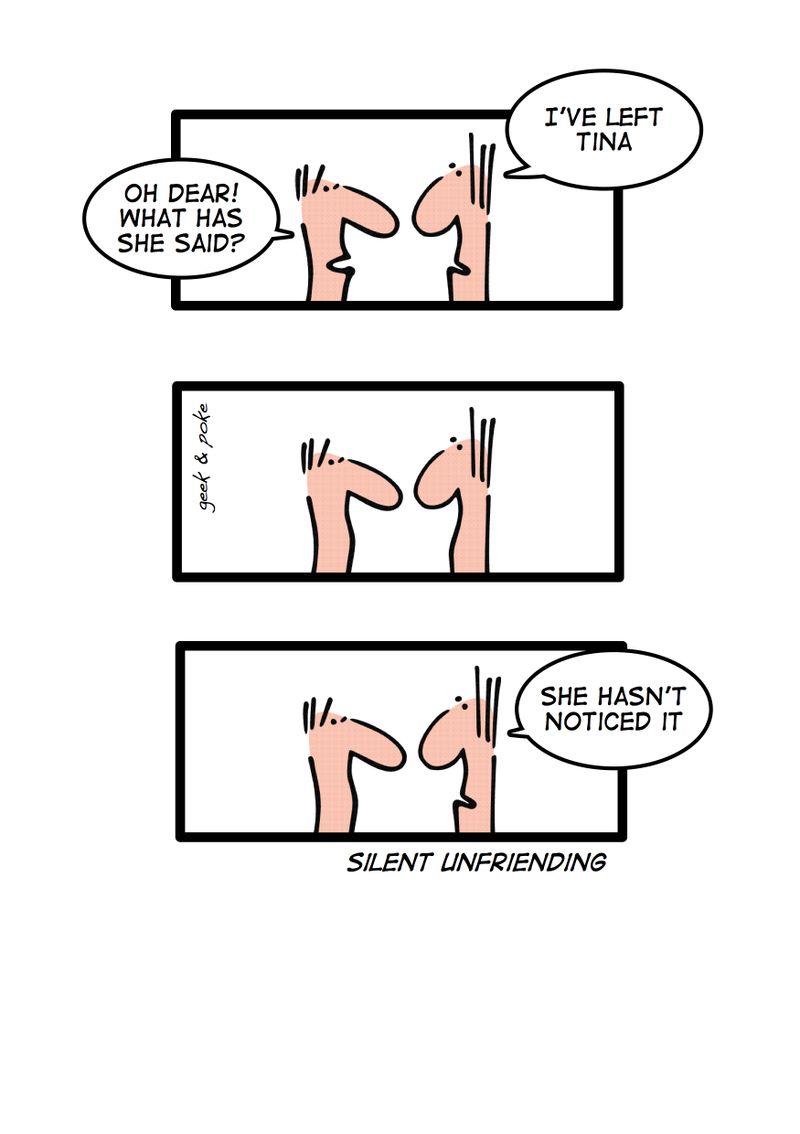 I'VE LEFT
TINA
OH DEAR!
WHAT HAS
SHE SAID?
geek & poke
SHE HASN'T
NOTICED IT
SILENT UNFRIENDING